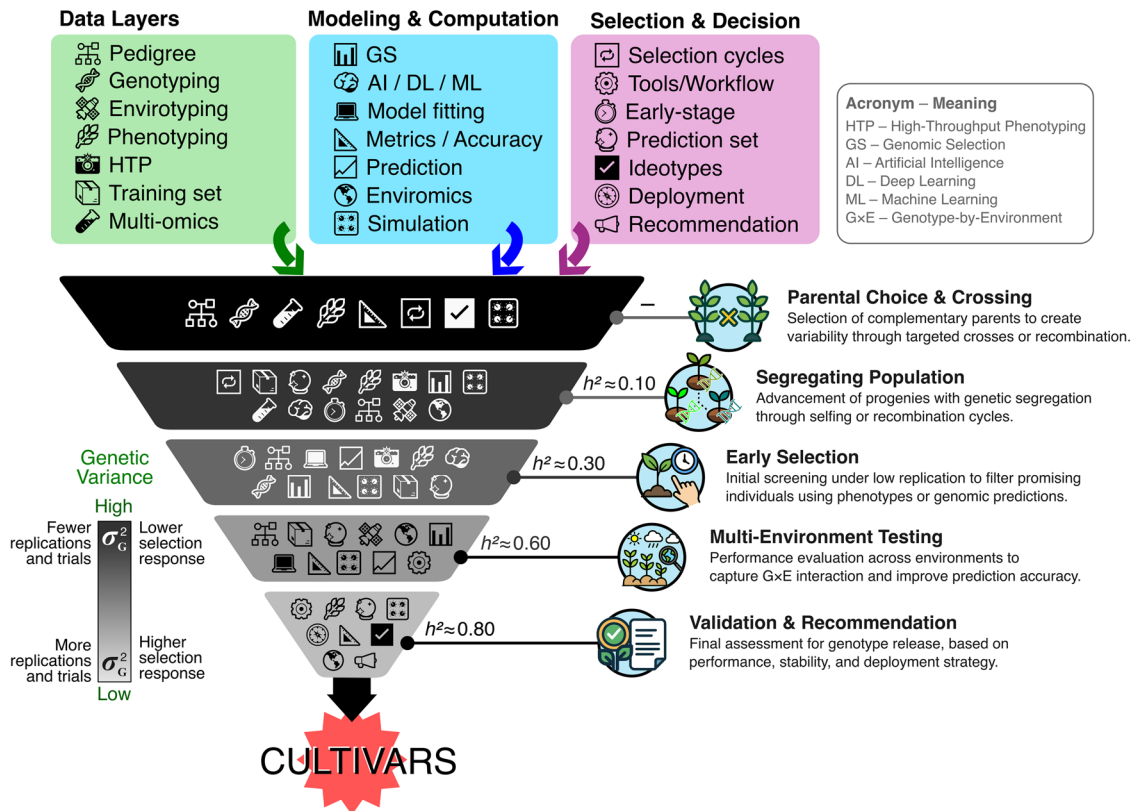 Data Layers
Pedigree
Genotyping
Envirotyping
Phenotyping
HTP
Training set
Multi-omics
Modeling & Computation
GS
AI / DL / ML
Model fitting
Metrics / Accuracy
Prediction
Enviromics
Simulation
Selection & Decision
Selection cycles
Tools/Workflow
Early-stage
Prediction set
Ideotypes
Deployment
Recommendation
Acronym – Meaning
HTP – High-Throughput Phenotyping
GS – Genomic Selection
AI – Artificial Intelligence
DL – Deep Learning
ML – Machine Learning
G×E – Genotype-by-Environment
–
Parental Choice & Crossing
Selection of complementary parents to create
variability through targeted crosses or recombination.
h² ≈ 0.10
Segregating Population
Advancement of progenies with genetic segregation
through selfing or recombination cycles.
h² ≈ 0.30
Early Selection
Initial screening under low replication to filter promising
individuals using phenotypes or genomic predictions.
h² ≈ 0.60
Multi-Environment Testing
Performance evaluation across environments to
capture G×E interaction and improve prediction accuracy.
h² ≈ 0.80
Validation & Recommendation
Final assessment for genotype release, based on
performance, stability, and deployment strategy.
Genetic
Variance
High
Fewer
replications
and trials
σ²G
Lower
selection
response
More
replications
and trials
σ²G
Higher
selection
response
Low
CULTIVARS